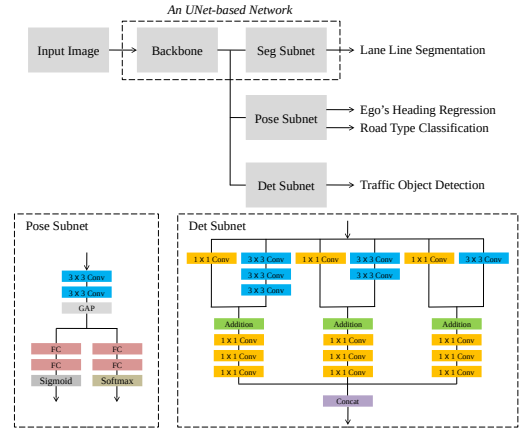 An UNet-based Network
Input Image
Backbone
Seg Subnet
Lane Line Segmentation
Pose Subnet
Ego's Heading Regression
Road Type Classification
Det Subnet
Traffic Object Detection
Pose Subnet
3 x 3 Conv
3 x 3 Conv
GAP
FC FC
FC FC
Sigmoid Softmax
Det Subnet
1 x 1 Conv 3 x 3 Conv 1 x 1 Conv 3 x 3 Conv 1 x 1 Conv 3 x 3 Conv
3 x 3 Conv 3 x 3 Conv
3 x 3 Conv
Addition Addition Addition
1 x 1 Conv 1 x 1 Conv 1 x 1 Conv
1 x 1 Conv 1 x 1 Conv 1 x 1 Conv
1 x 1 Conv 1 x 1 Conv 1 x 1 Conv
Concat